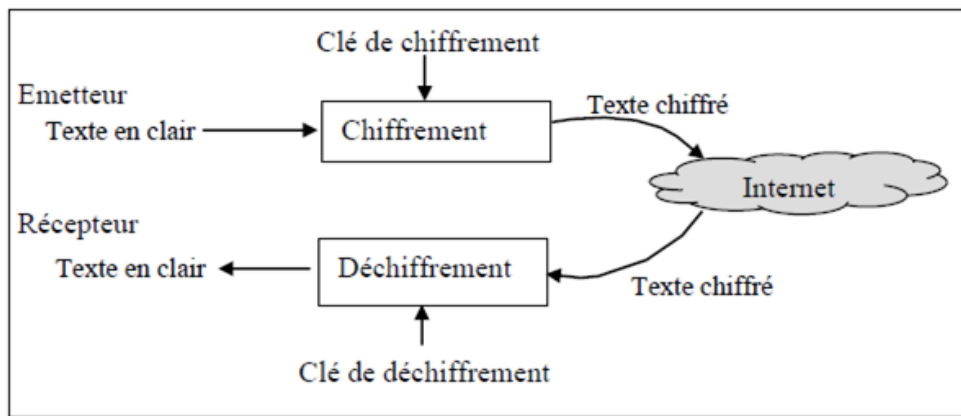 Clé de chiffrement
Emetteur
Texte en clair
Chiffrement
Texte chiffré
Internet
Récepteur
Texte en clair
Déchiffrement
Texte chiffré
Clé de déchiffrement